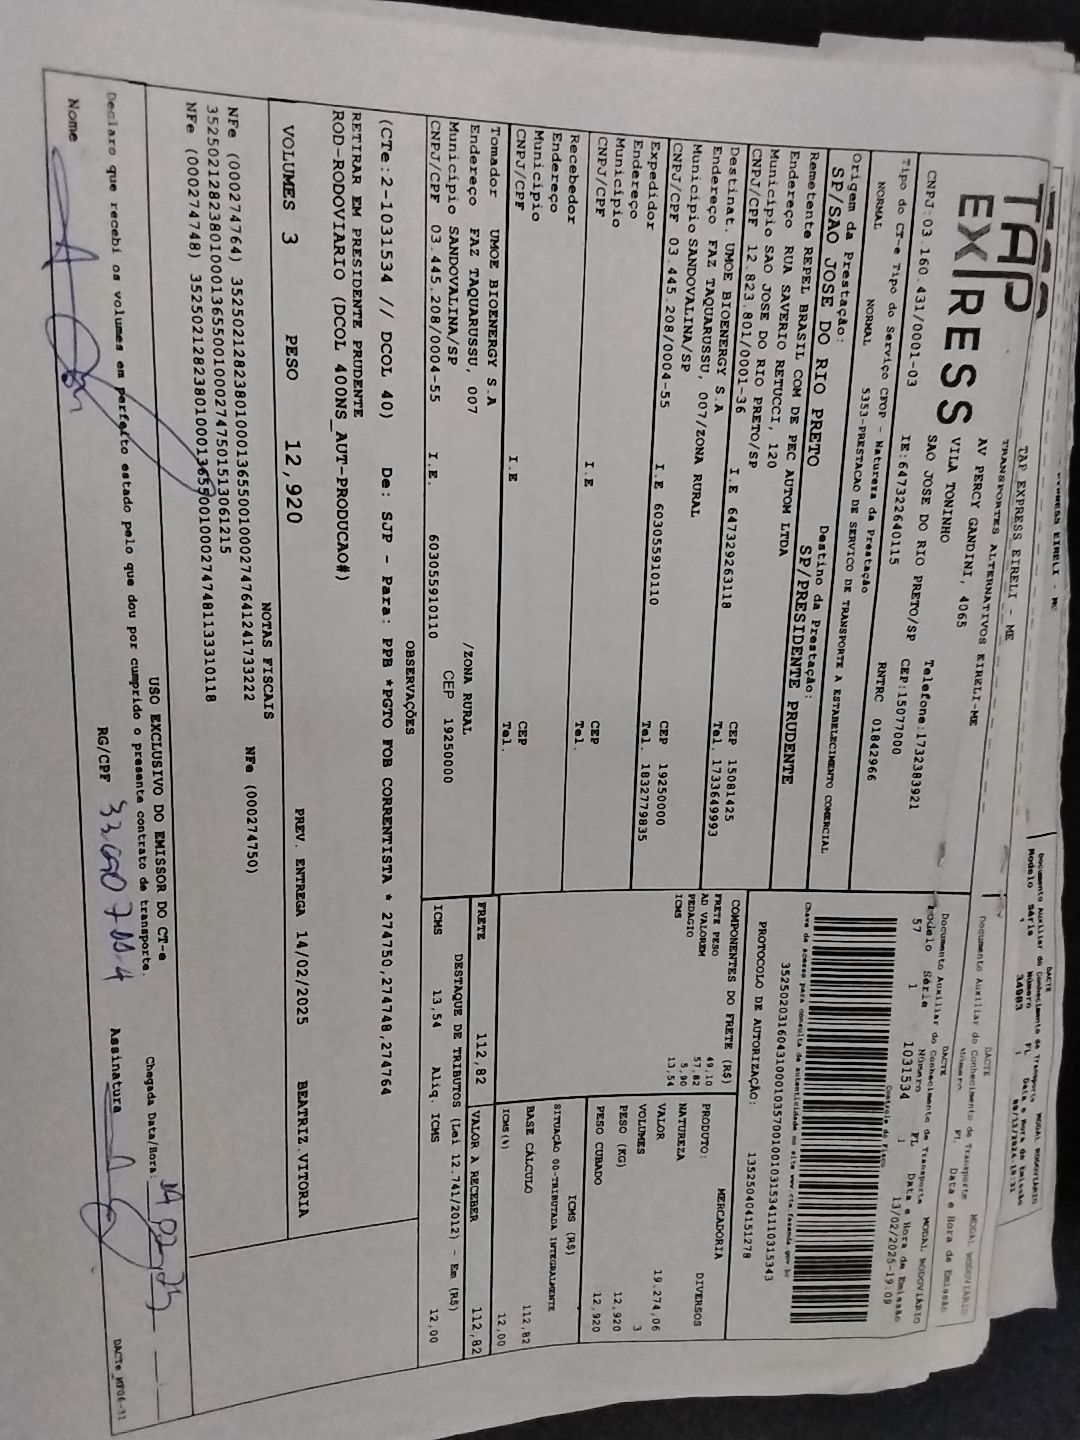 TAP
EXPRESS
TAP EXPRESS EIRELI - ME
TRANSPORTES ALTERNATIVOS EIRELI-ME
AV PERCY GANDINI, 4065
VILA TONINHO
SAO JOSE DO RIO PRETO/SP
Telefone:1732383921
CEP:15077000
CNPJ:03.160.431/0001-03
IE:647322640115
RNTRC 01842966
Documento Auxiliar do Conhecimento de Transporte
DACTE
MODAL RODOVIÁRIO
Modelo Série Número FL Data e Hora de Emissão
57 1 1031534 1 13/02/2025-19:09
Controle do Fisco
Tipo do CT-e Tipo do Serviço CFOP - Natureza da Prestação
NORMAL NORMAL 5353-PRESTACAO DE SERVICO DE TRANSPORTE A ESTABELECIMENTO COMERCIAL
Chave de acesso para consulta de autenticidade no site www.cte.fazenda.gov.br
PROTOCOLO DE AUTORIZAÇÃO: 135250404151278
Origem da Prestação: Destino da Prestação:
SP/SAO JOSE DO RIO PRETO SP/PRESIDENTE PRUDENTE
Remetente REPEL BRASIL COM DE PEC AUTOM LTDA
Endereço RUA SAVERIO RETUCCI, 120
Município SAO JOSE DO RIO PRETO/SP CEP 15081425
CNPJ/CPF 12.823.801/0001-36 I.E 647329263118 Tel. 1733649993
Destinat. UMOE BIOENERGY S.A
Endereço FAZ TAQUARUSSU, 007/ZONA RURAL
Município SANDOVALINA/SP CEP 19250000
CNPJ/CPF 03.445.208/0004-55 I.E 60305591­0110 Tel. 1832779835
Expedidor
Endereço
Município CEP
CNPJ/CPF I.E. Tel.
Recebedor
Endereço
Município CEP
CNPJ/CPF I.E Tel.
Tomador UMOE BIOENERGY S.A
Endereço FAZ TAQUARUSSU, 007 /ZONA RURAL
Município SANDOVALINA/SP CEP 19250000
CNPJ/CPF 03.445.208/0004-55 I.E. 603055910110
COMPONENTES DO FRETE (R$)
FRETE PESO 49,10
AD VALOREM 57,82
PEDAGIO 5,90
ICMS 13,54
MERCADORIA
PRODUTO: DIVERSOS
NATUREZA
VALOR 19.274,06
VOLUMES 3
PESO (KG) 12,920
PESO CUBADO 12,920
ICMS (R$)
SITUAÇÃO 00-TRIBUTADA INTEGRALMENTE
BASE CÁLCULO 112,82
ICMS(%) 12,00
FRETE 112,82 VALOR A RECEBER 112,82
DESTAQUE DE TRIBUTOS (Lei 12.741/2012) - Em (R$)
ICMS 13,54 Aliq. ICMS 12,00
OBSERVAÇÕES
(CTe:2-1031534 // DCOL 40) De: SJP - Para: PPB *PGTO FOB CORRENTISTA * 274750,274748,274764
RETIRAR EM PRESIDENTE PRUDENTE
ROD-RODOVIARIO (DCOL 400NS_AUT-PRODUCAO#)
VOLUMES 3 PESO 12,920 PREV. ENTREGA 14/02/2025 BEATRIZ.VITORIA
NOTAS FISCAIS
NFe (000274764) 35250212823801000136550010002747641241733222 NFe (000274750)
35250212823801000136550010002747501513061215
NFe (000274748) 35250212823801000136550010002747481133310118
USO EXCLUSIVO DO EMISSOR DO CT-e
Declaro que recebi os volumes em perfeito estado pelo que dou por cumprido o presente contrato de transporte.
Chegada Data/Hora:
Nome RG/CPF Assinatura
DACTe_MF06-31